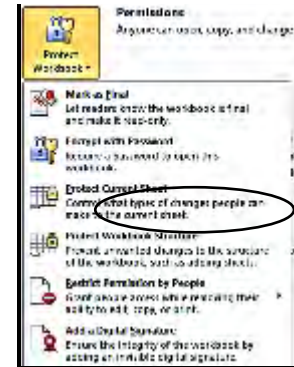 Permissions
Anyone can open, copy, and change
Protect
Workbook
Mark as Final
Let readers know the workbook is final
and make it read-only.
Encrypt with Password
Require a password to open this
workbook.
Protect Current Sheet
Control what types of changes people can
make to the current sheet.
Protect Workbook Structure
Prevent unwanted changes to the structure
of the workbook, such as adding sheets.
Restrict Permission by People
Grant people access while removing their
ability to edit, copy, or print.
Add a Digital Signature
Ensure the integrity of the workbook by
adding an invisible digital signature.